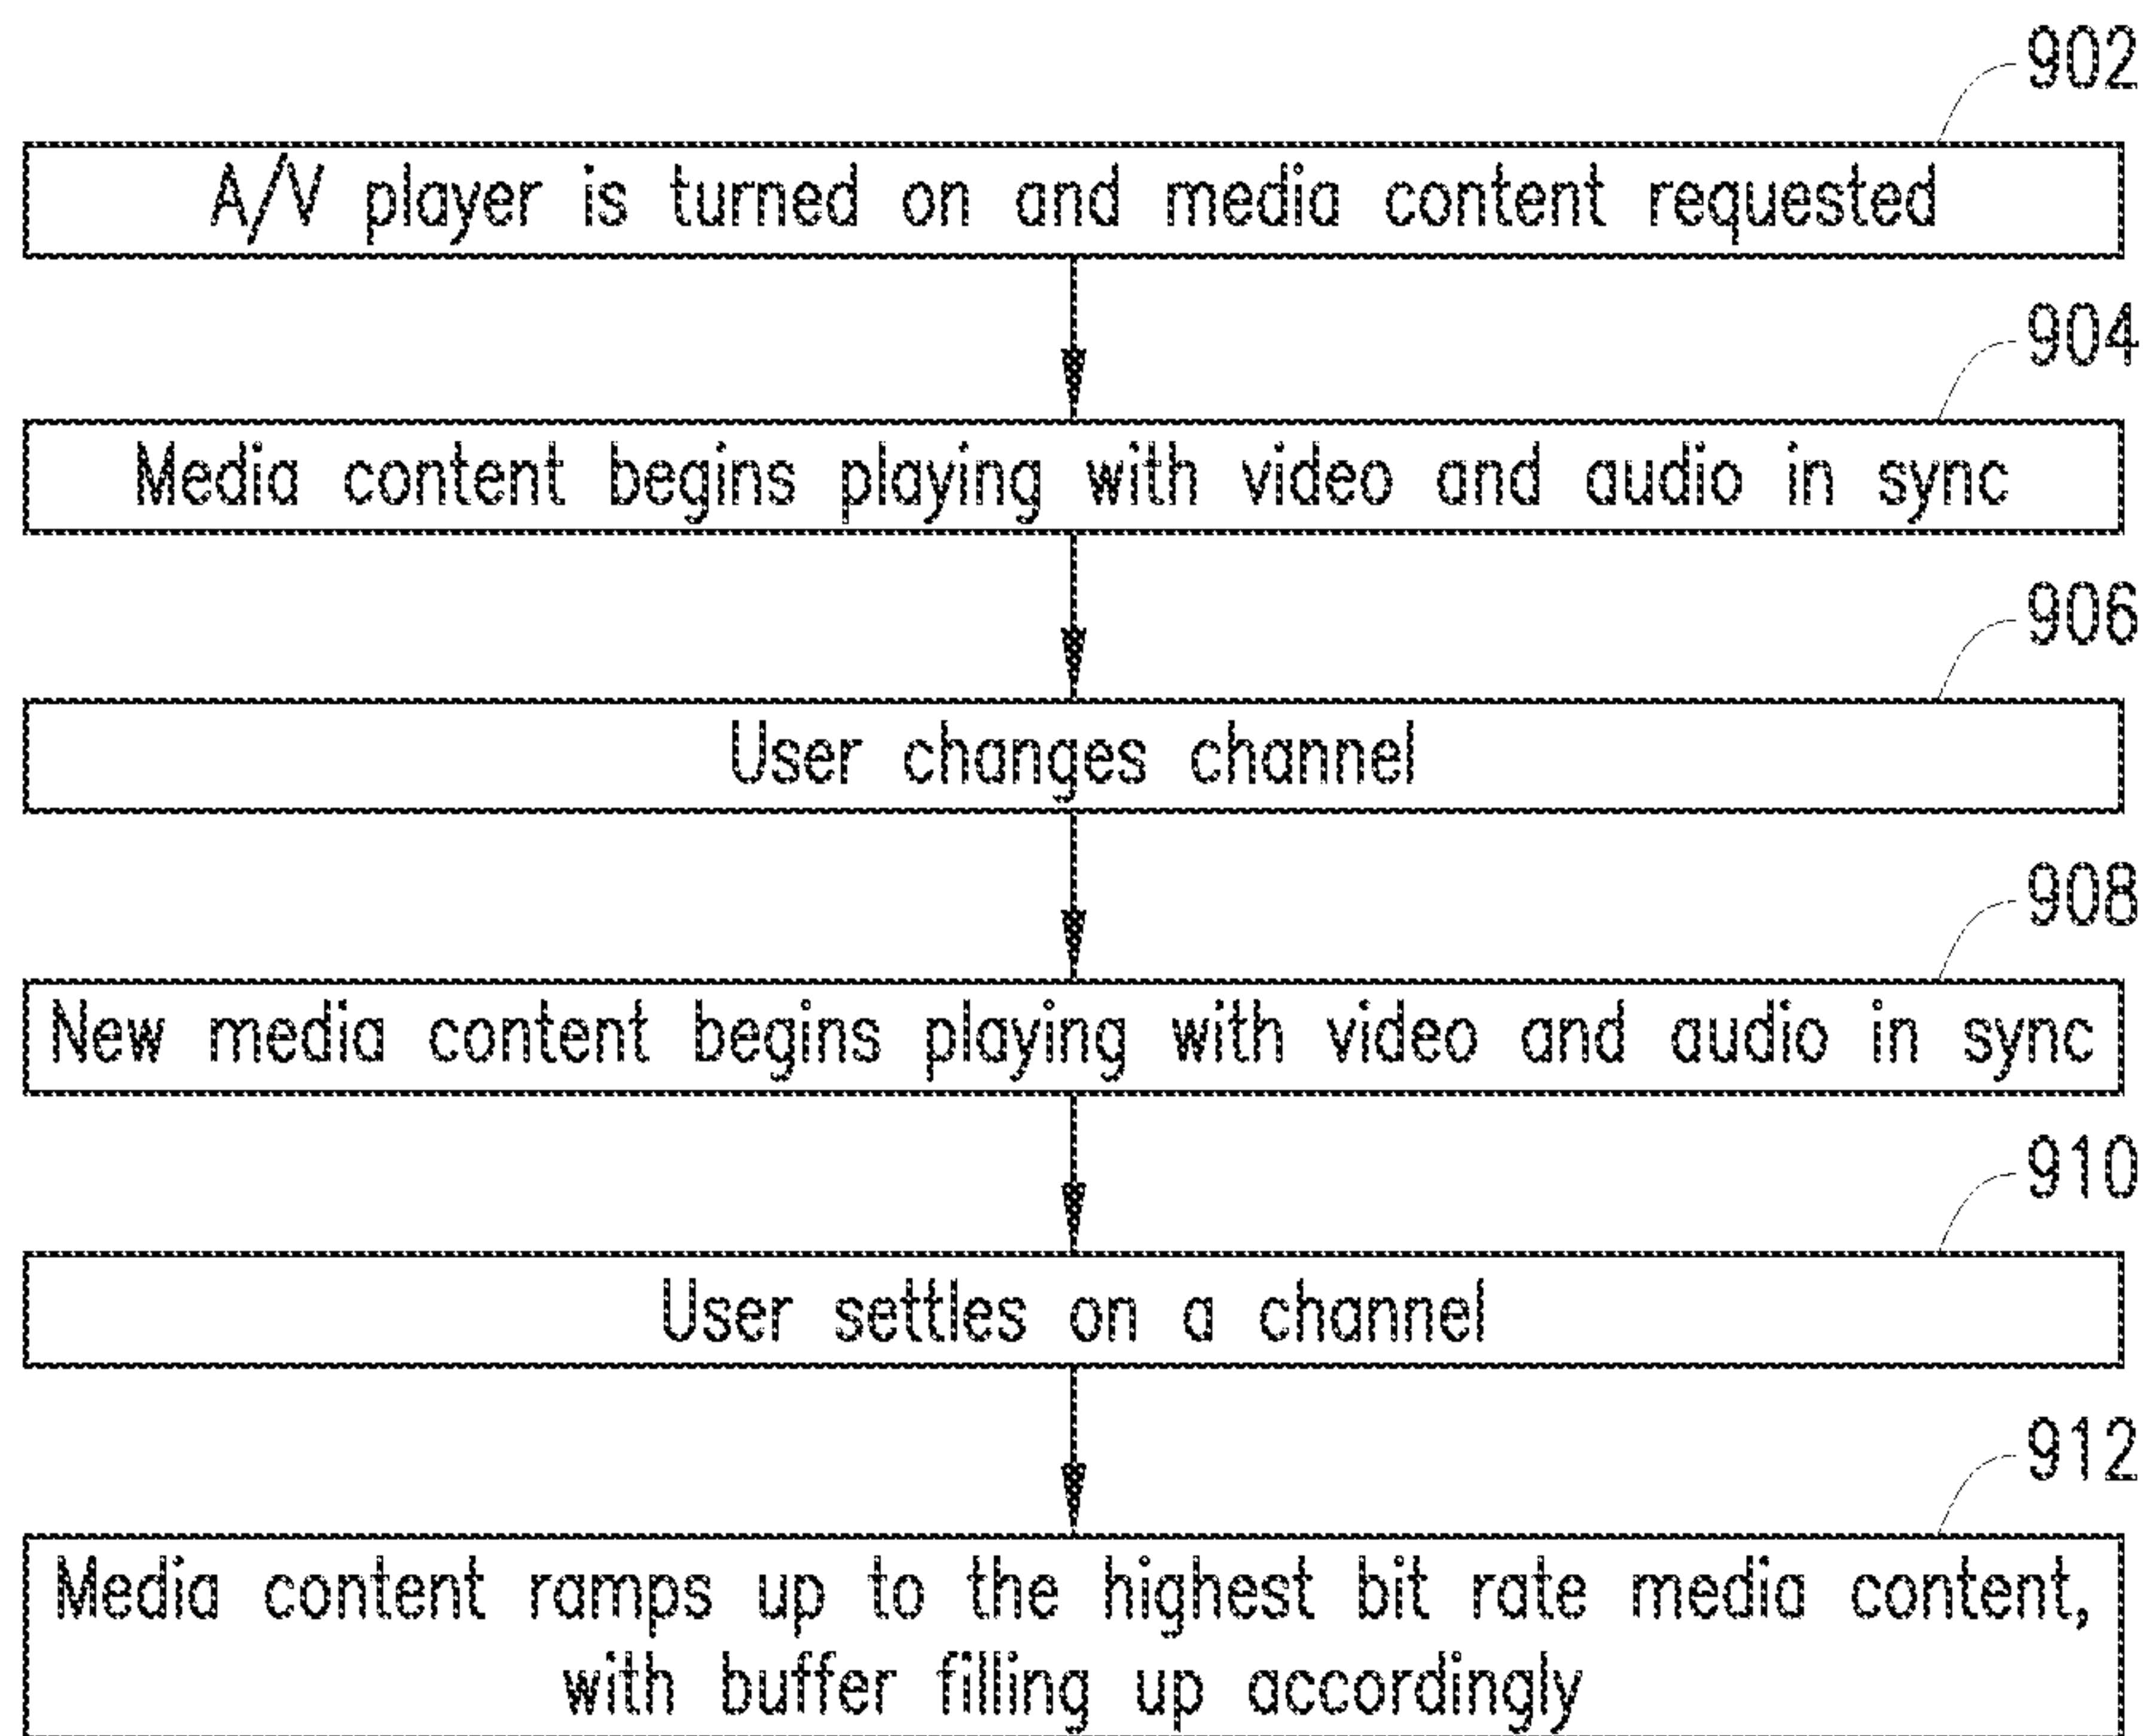 902
A/V player is turned on and media content requested
904
Media content begins playing with video and audio in sync
906
User changes channel
908
New media content begins playing with video and audio in sync
910
User settles on a channel
912
Media content ramps up to the highest bit rate media content,
with buffer filling up accordingly